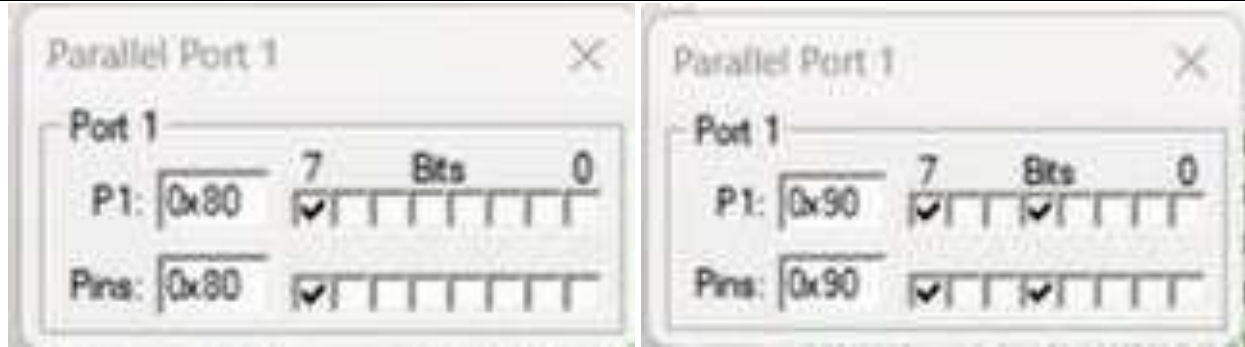 Parallel Port 1
Port 1
7 Bits 0
P1: 0x80
Pins: 0x80
Parallel Port 1
Port 1
7 Bits 0
P1: 0x90
Pins: 0x90